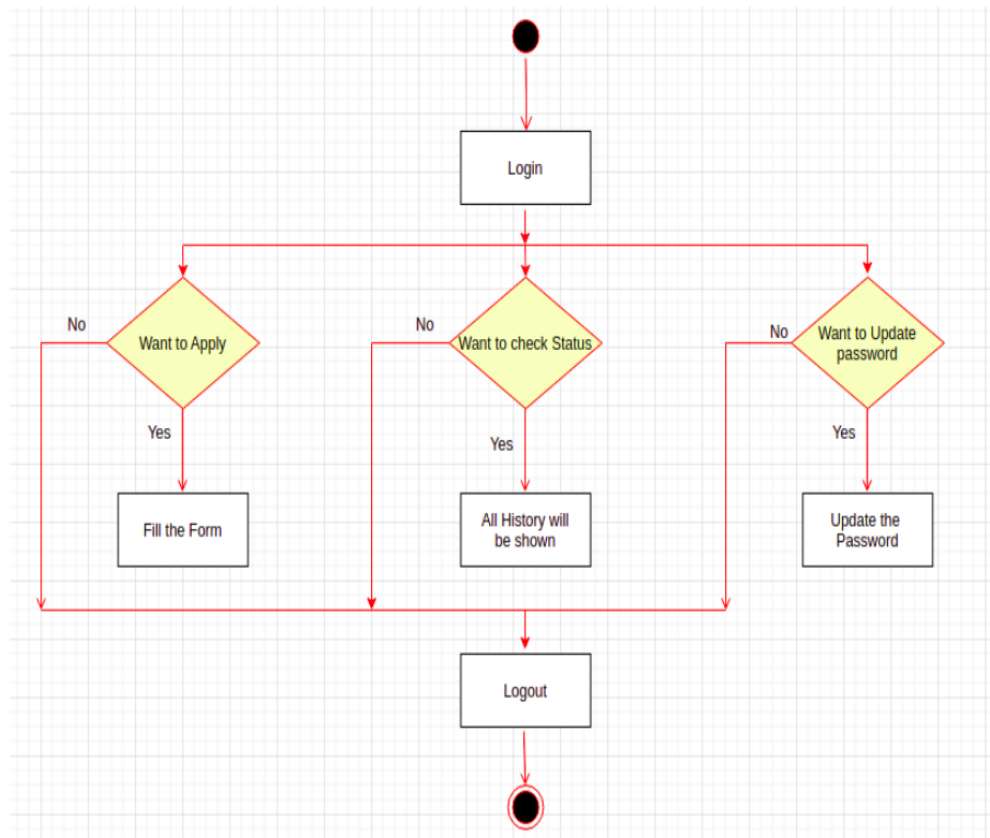 Login
No
Want to Apply
Yes
Fill the Form
No
Want to check Status
Yes
All History will
be shown
No
Want to Update
password
Yes
Update the
Password
Logout